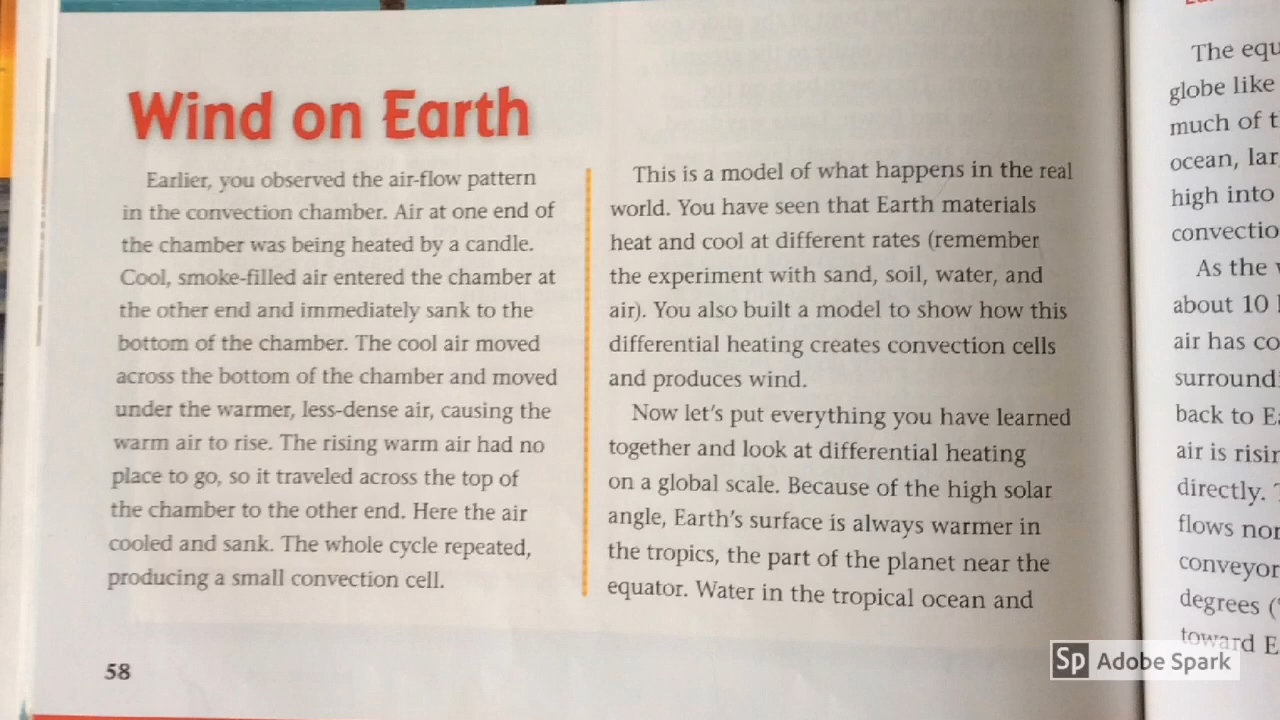 Wind on Earth
Earlier, you observed the air-flow pattern
in the convection chamber. Air at one end of
the chamber was being heated by a candle.
Cool, smoke-filled air entered the chamber at
the other end and immediately sank to the
bottom of the chamber. The cool air moved
across the bottom of the chamber and moved
under the warmer, less-dense air, causing the
warm air to rise. The rising warm air had no
place to go, so it traveled across the top of
the chamber to the other end. Here the air
cooled and sank. The whole cycle repeated,
producing a small convection cell.
This is a model of what happens in the real
world. You have seen that Earth materials
heat and cool at different rates (remember
the experiment with sand, soil, water, and
air). You also built a model to show how this
differential heating creates convection cells
and produces wind.
Now let's put everything you have learned
together and look at differential heating
on a global scale. Because of the high solar
angle, Earth's surface is always warmer in
the tropics, the part of the planet near the
equator. Water in the tropical ocean and
58
The equ
globe like
much of t
ocean, lar
high into
convectio
As the
about 10
air has co
surround
back to E
air is risi
directly.
flows nor
conveyor
degrees (
toward E
Sp Adobe Spark